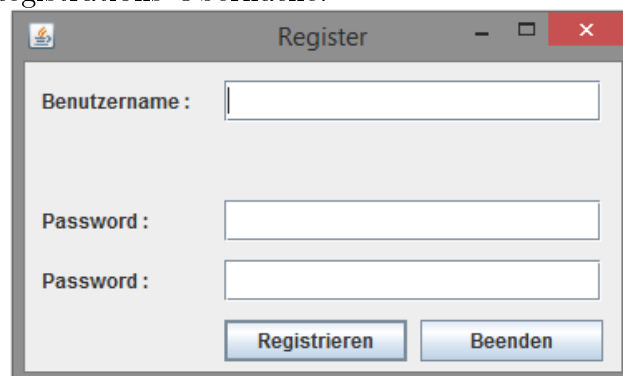 Register
Benutzername :
Password :
Password :
Registrieren Beenden